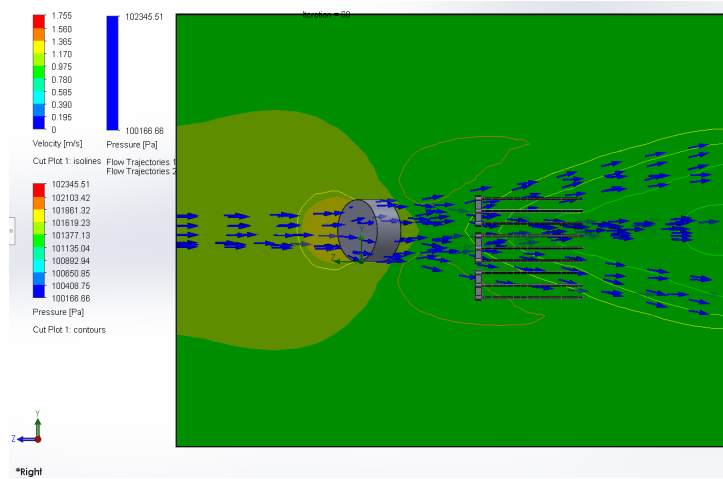 Iteration = 60
1.755
1.560
1.365
1.170
0.975
0.780
0.585
0.390
0.195
0
Velocity [m/s]
Cut Plot 1: isolines
102345.51
100166.66
Pressure [Pa]
Flow Trajectories 1
Flow Trajectories 2
102345.51
102103.42
101861.32
101619.23
101377.13
101135.04
100892.94
100650.85
100408.75
100166.66
Pressure [Pa]
Cut Plot 1: contours
Z
Y
Z
*Right